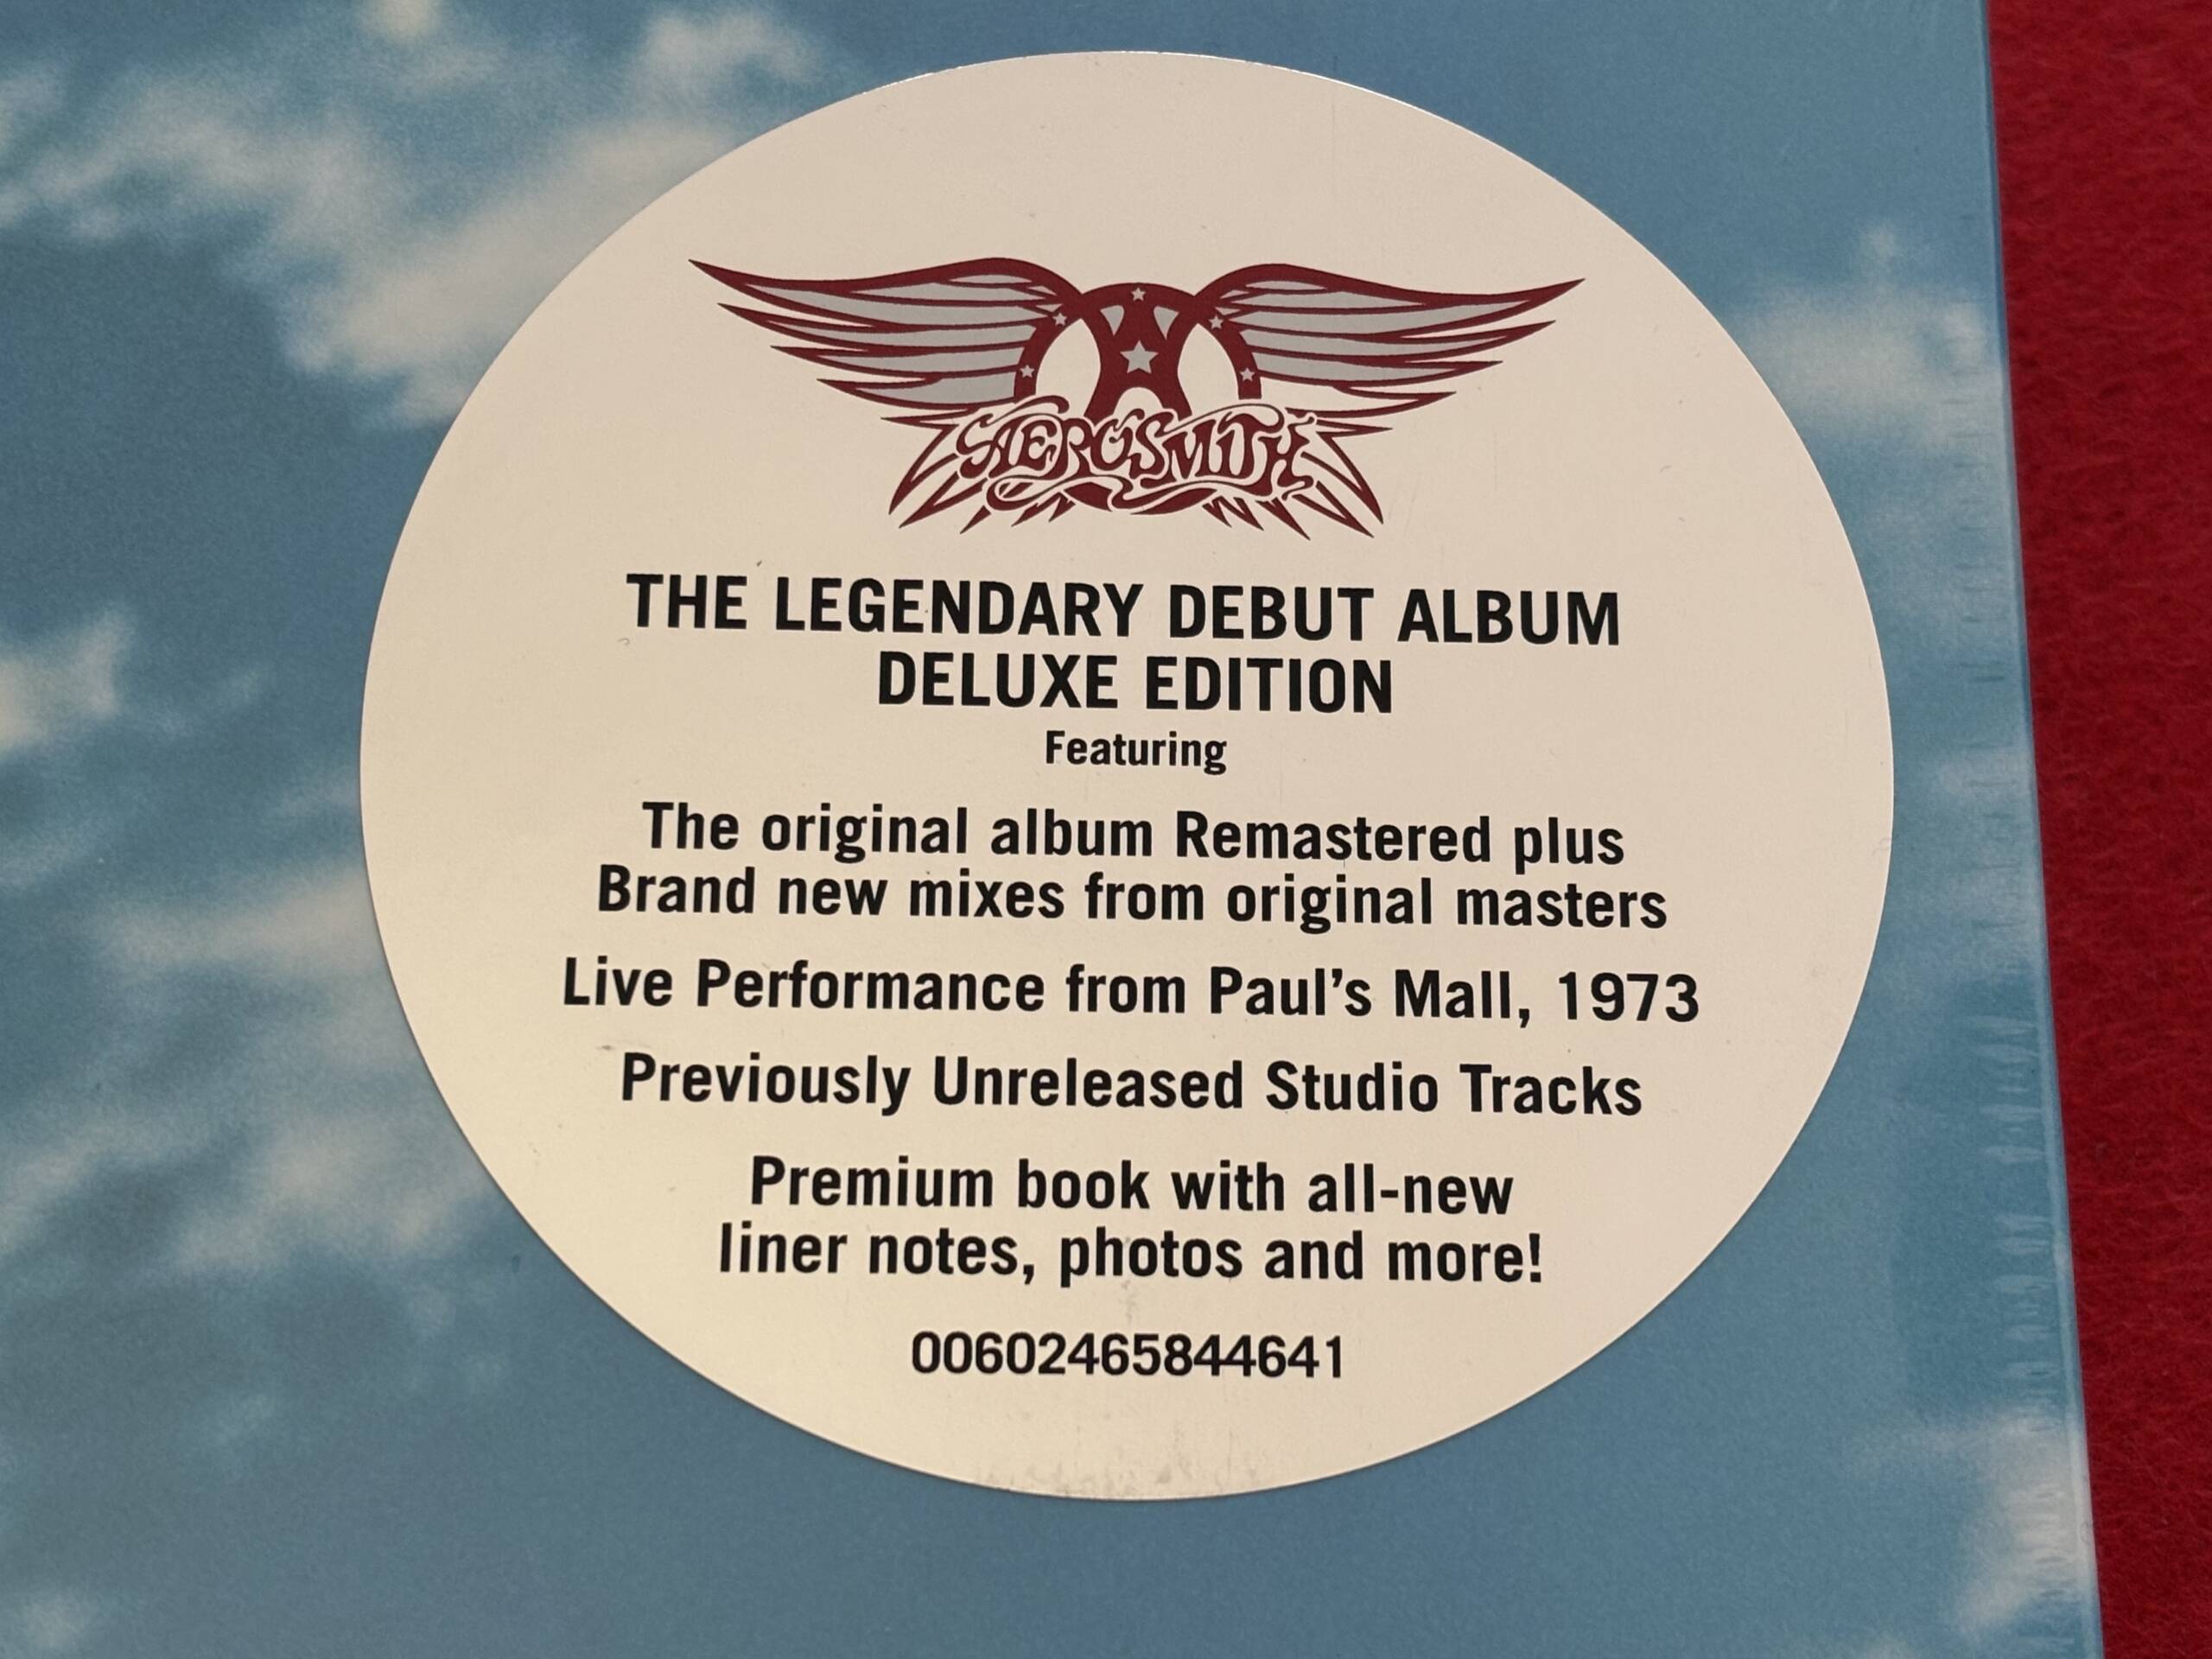 AEROSMITH
THE LEGENDARY DEBUT ALBUM
DELUXE EDITION
Featuring
The original album Remastered plus
Brand new mixes from original masters
Live Performance from Paul's Mall, 1973
Previously Unreleased Studio Tracks
Premium book with all-new
liner notes, photos and more!
00602465844641